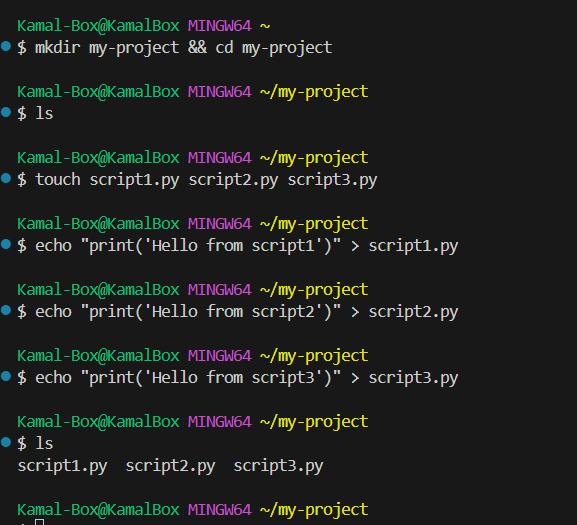 Kamal-Box@KamalBox MINGW64 ~
$ mkdir my-project && cd my-project
Kamal-Box@KamalBox MINGW64 ~/my-project
$ ls
Kamal-Box@KamalBox MINGW64 ~/my-project
$ touch script1.py script2.py script3.py
Kamal-Box@KamalBox MINGW64 ~/my-project
$ echo "print('Hello from script1')" > script1.py
Kamal-Box@KamalBox MINGW64 ~/my-project
$ echo "print('Hello from script2')" > script2.py
Kamal-Box@KamalBox MINGW64 ~/my-project
$ echo "print('Hello from script3')" > script3.py
Kamal-Box@KamalBox MINGW64 ~/my-project
$ ls
script1.py  script2.py  script3.py
Kamal-Box@KamalBox MINGW64 ~/my-project
$